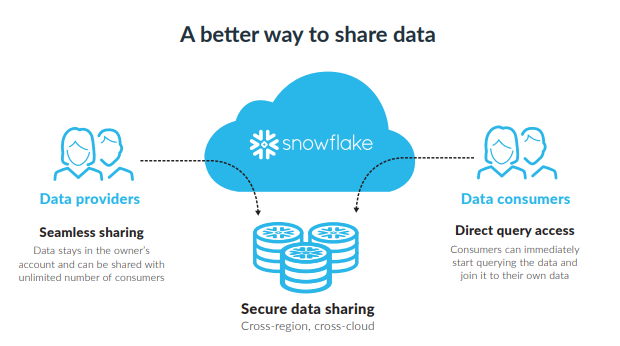 A better way to share data
snowflake
Data providers
Seamless sharing
Data stays in the owner's
account and can be shared with
unlimited number of consumers
Data consumers
Direct query access
Consumers can immediately
start querying the data and
join it to their own data
Secure data sharing
Cross-region, cross-cloud